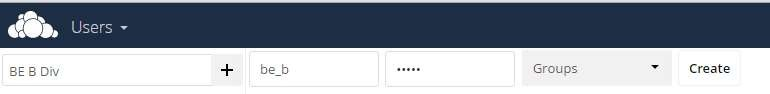 Users
BE B Div + be_b ••••• Groups Create